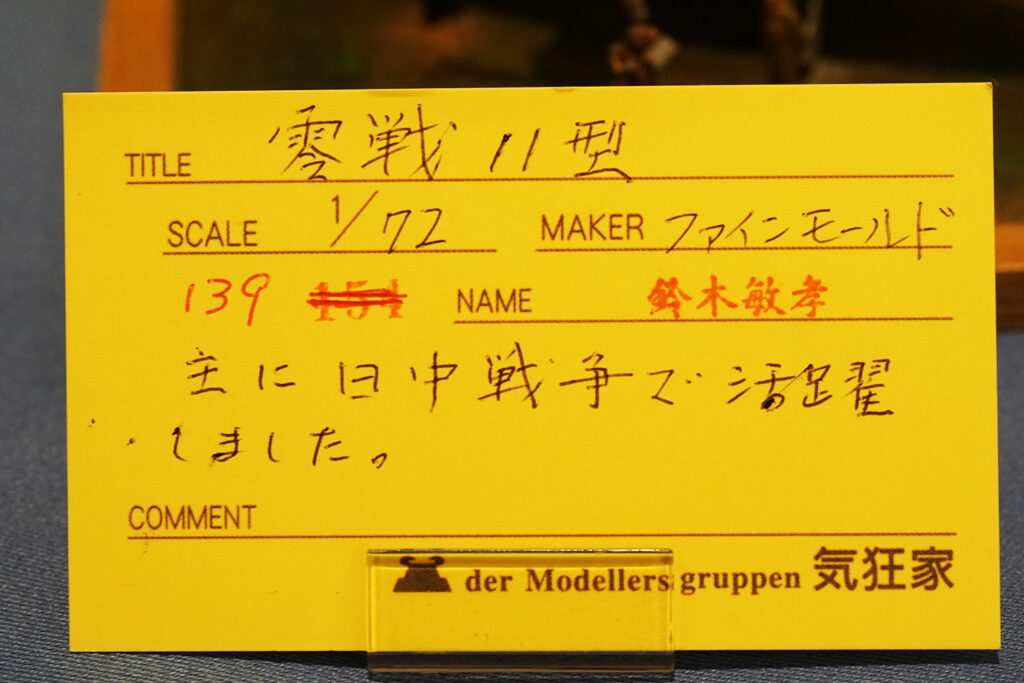 TITLE 零戦11型
SCALE 1/72 MAKER ファインモールド
139 151 NAME 鈴木敏孝
主に日中戦争で活躍
しました。
COMMENT
der Modellers gruppen 気狂家